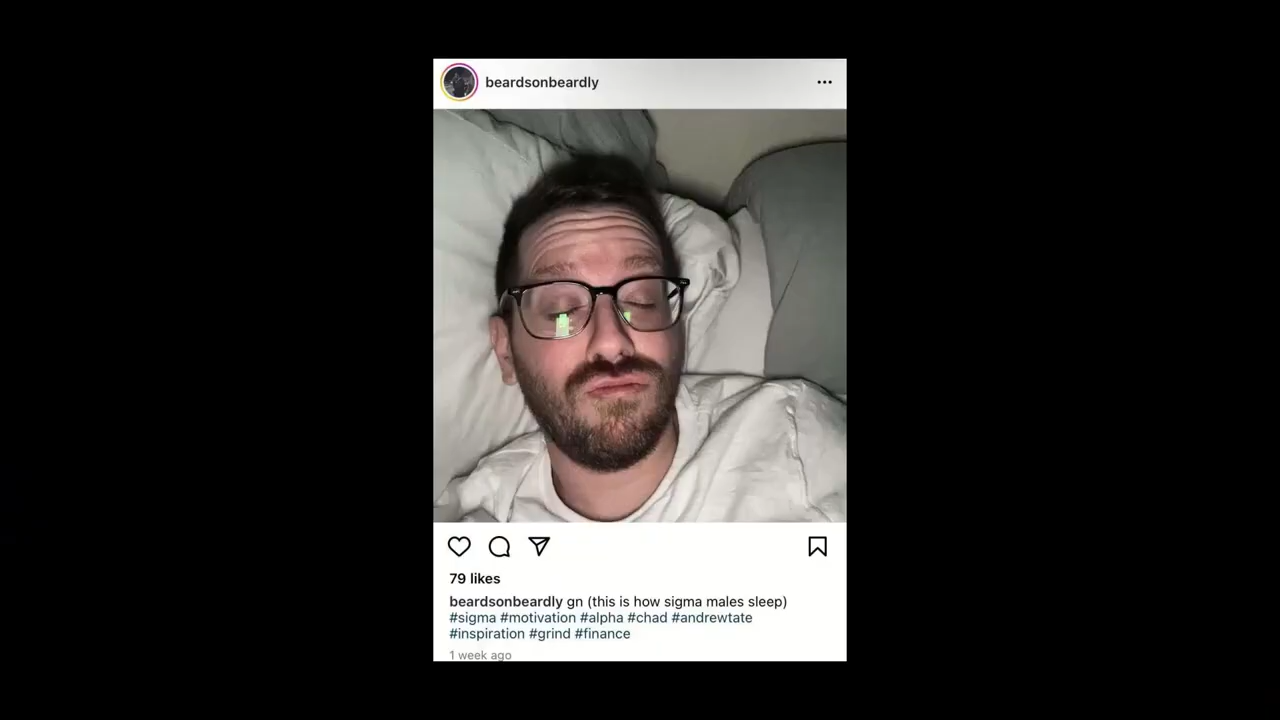 beardsonbeardly
79 likes
beardsonbeardly gn (this is how sigma males sleep)
#sigma #motivation #alpha #chad #andrewtate
#inspiration #grind #finance
1 week ago